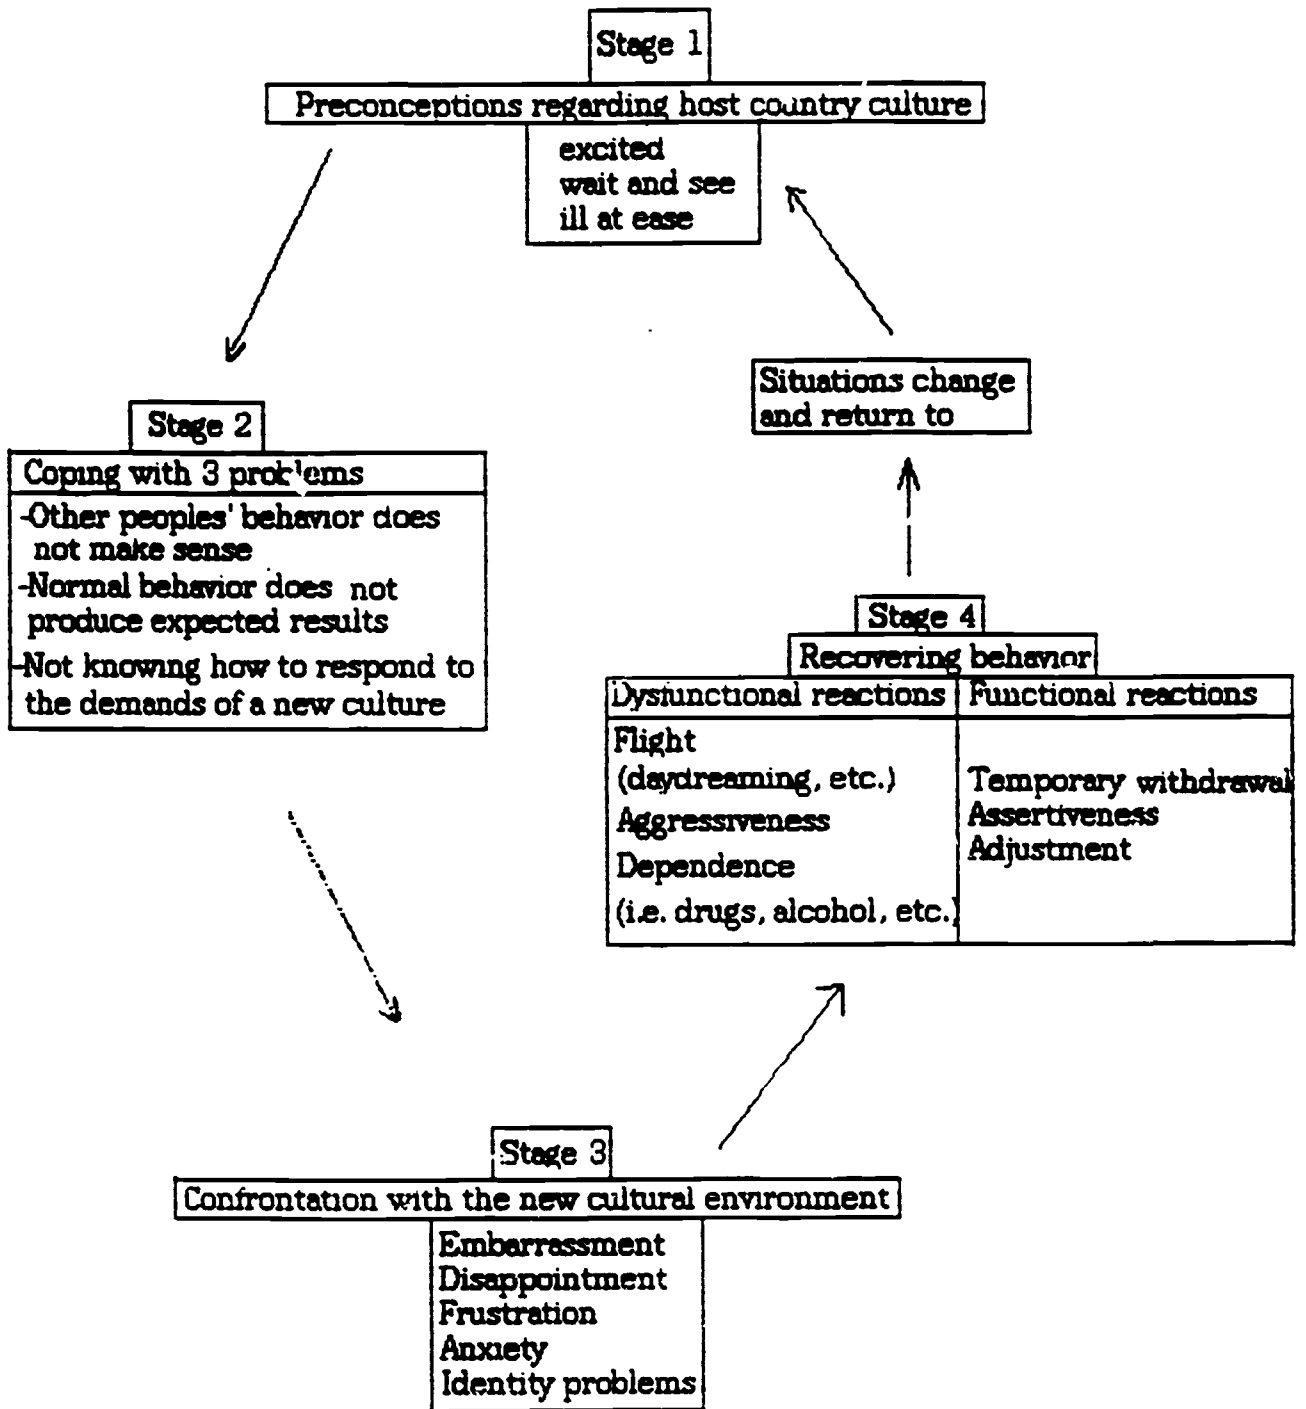 Stage 1
Preconceptions regarding host country culture
excited
wait and see
ill at ease
Stage 2
Coping with 3 problems
-Other peoples' behavior does
not make sense
-Normal behavior does not
produce expected results
-Not knowing how to respond to
the demands of a new culture
Stage 3
Confrontation with the new cultural environment
Embarrassment
Disappointment
Frustration
Anxiety
Identity problems
Stage 4
Recovering behavior
Dysfunctional reactions
Flight
(daydreaming, etc.)
Aggressiveness
Dependence
(i.e. drugs, alcohol, etc.)
Functional reactions
Temporary withdrawal
Assertiveness
Adjustment
Situations change
and return to